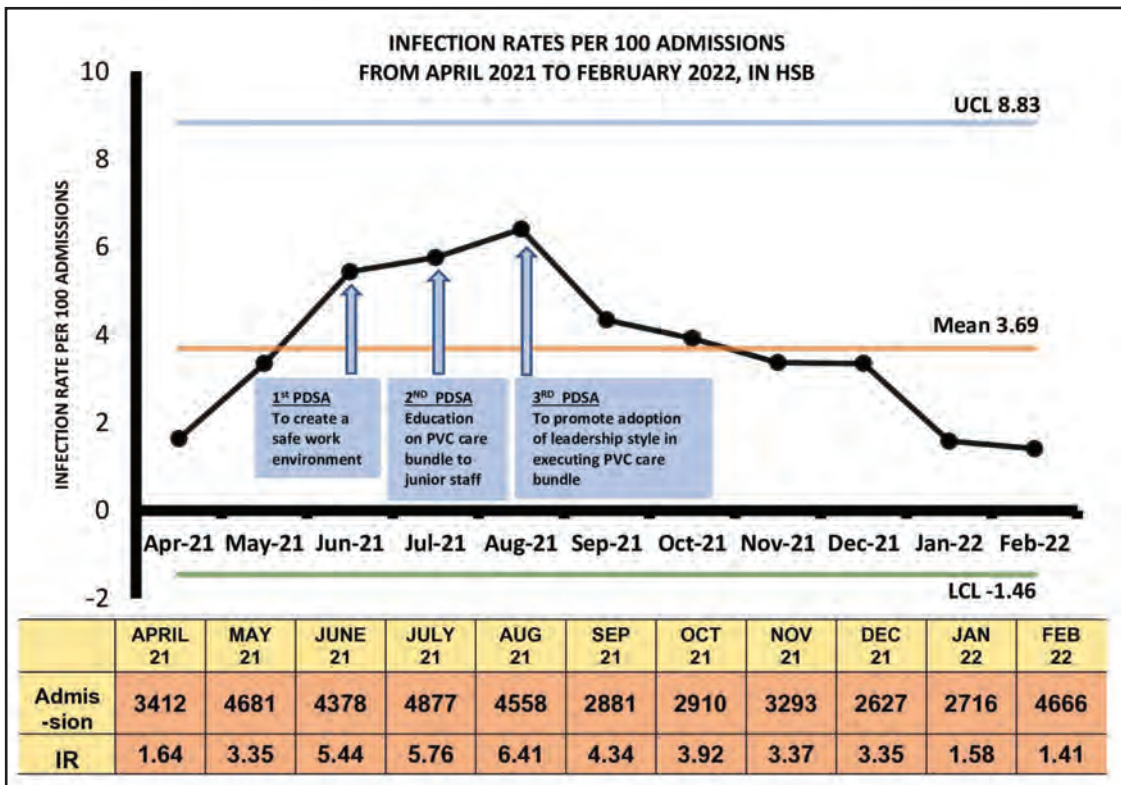 INFECTION RATES PER 100 ADMISSIONS
FROM APRIL 2021 TO FEBRUARY 2022, IN HSB
INFECTION RATE PER 100 ADMISSIONS
10
8
6
4
2
0
-2
UCL 8.83
Mean 3.69
LCL -1.46
1st PDSA
To create a
safe work
environment
2ND PDSA
Education
on PVC care
bundle to
junior staff
3RD PDSA
To promote adoption
of leadership style in
executing PVC care
bundle
Apr-21 May-21 Jun-21 Jul-21 Aug-21 Sep-21 Oct-21 Nov-21 Dec-21 Jan-22 Feb-22
APRIL 21 MAY 21 JUNE 21 JULY 21 AUG 21 SEP 21 OCT 21 NOV 21 DEC 21 JAN 22 FEB 22
Admis
-sion 3412 4681 4378 4877 4558 2881 2910 3293 2627 2716 4666
IR 1.64 3.35 5.44 5.76 6.41 4.34 3.92 3.37 3.35 1.58 1.41